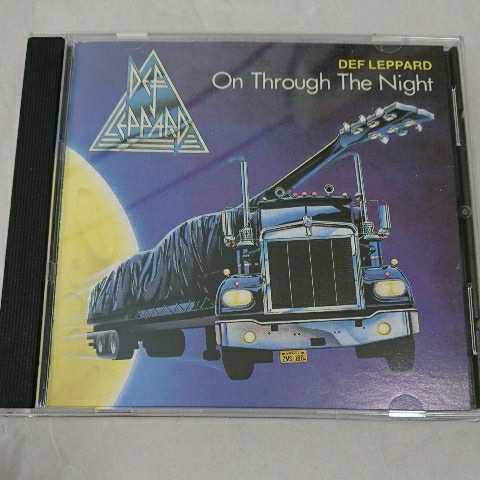 DEF LEPPARD
On Through The Night
DEF
LEPPARD